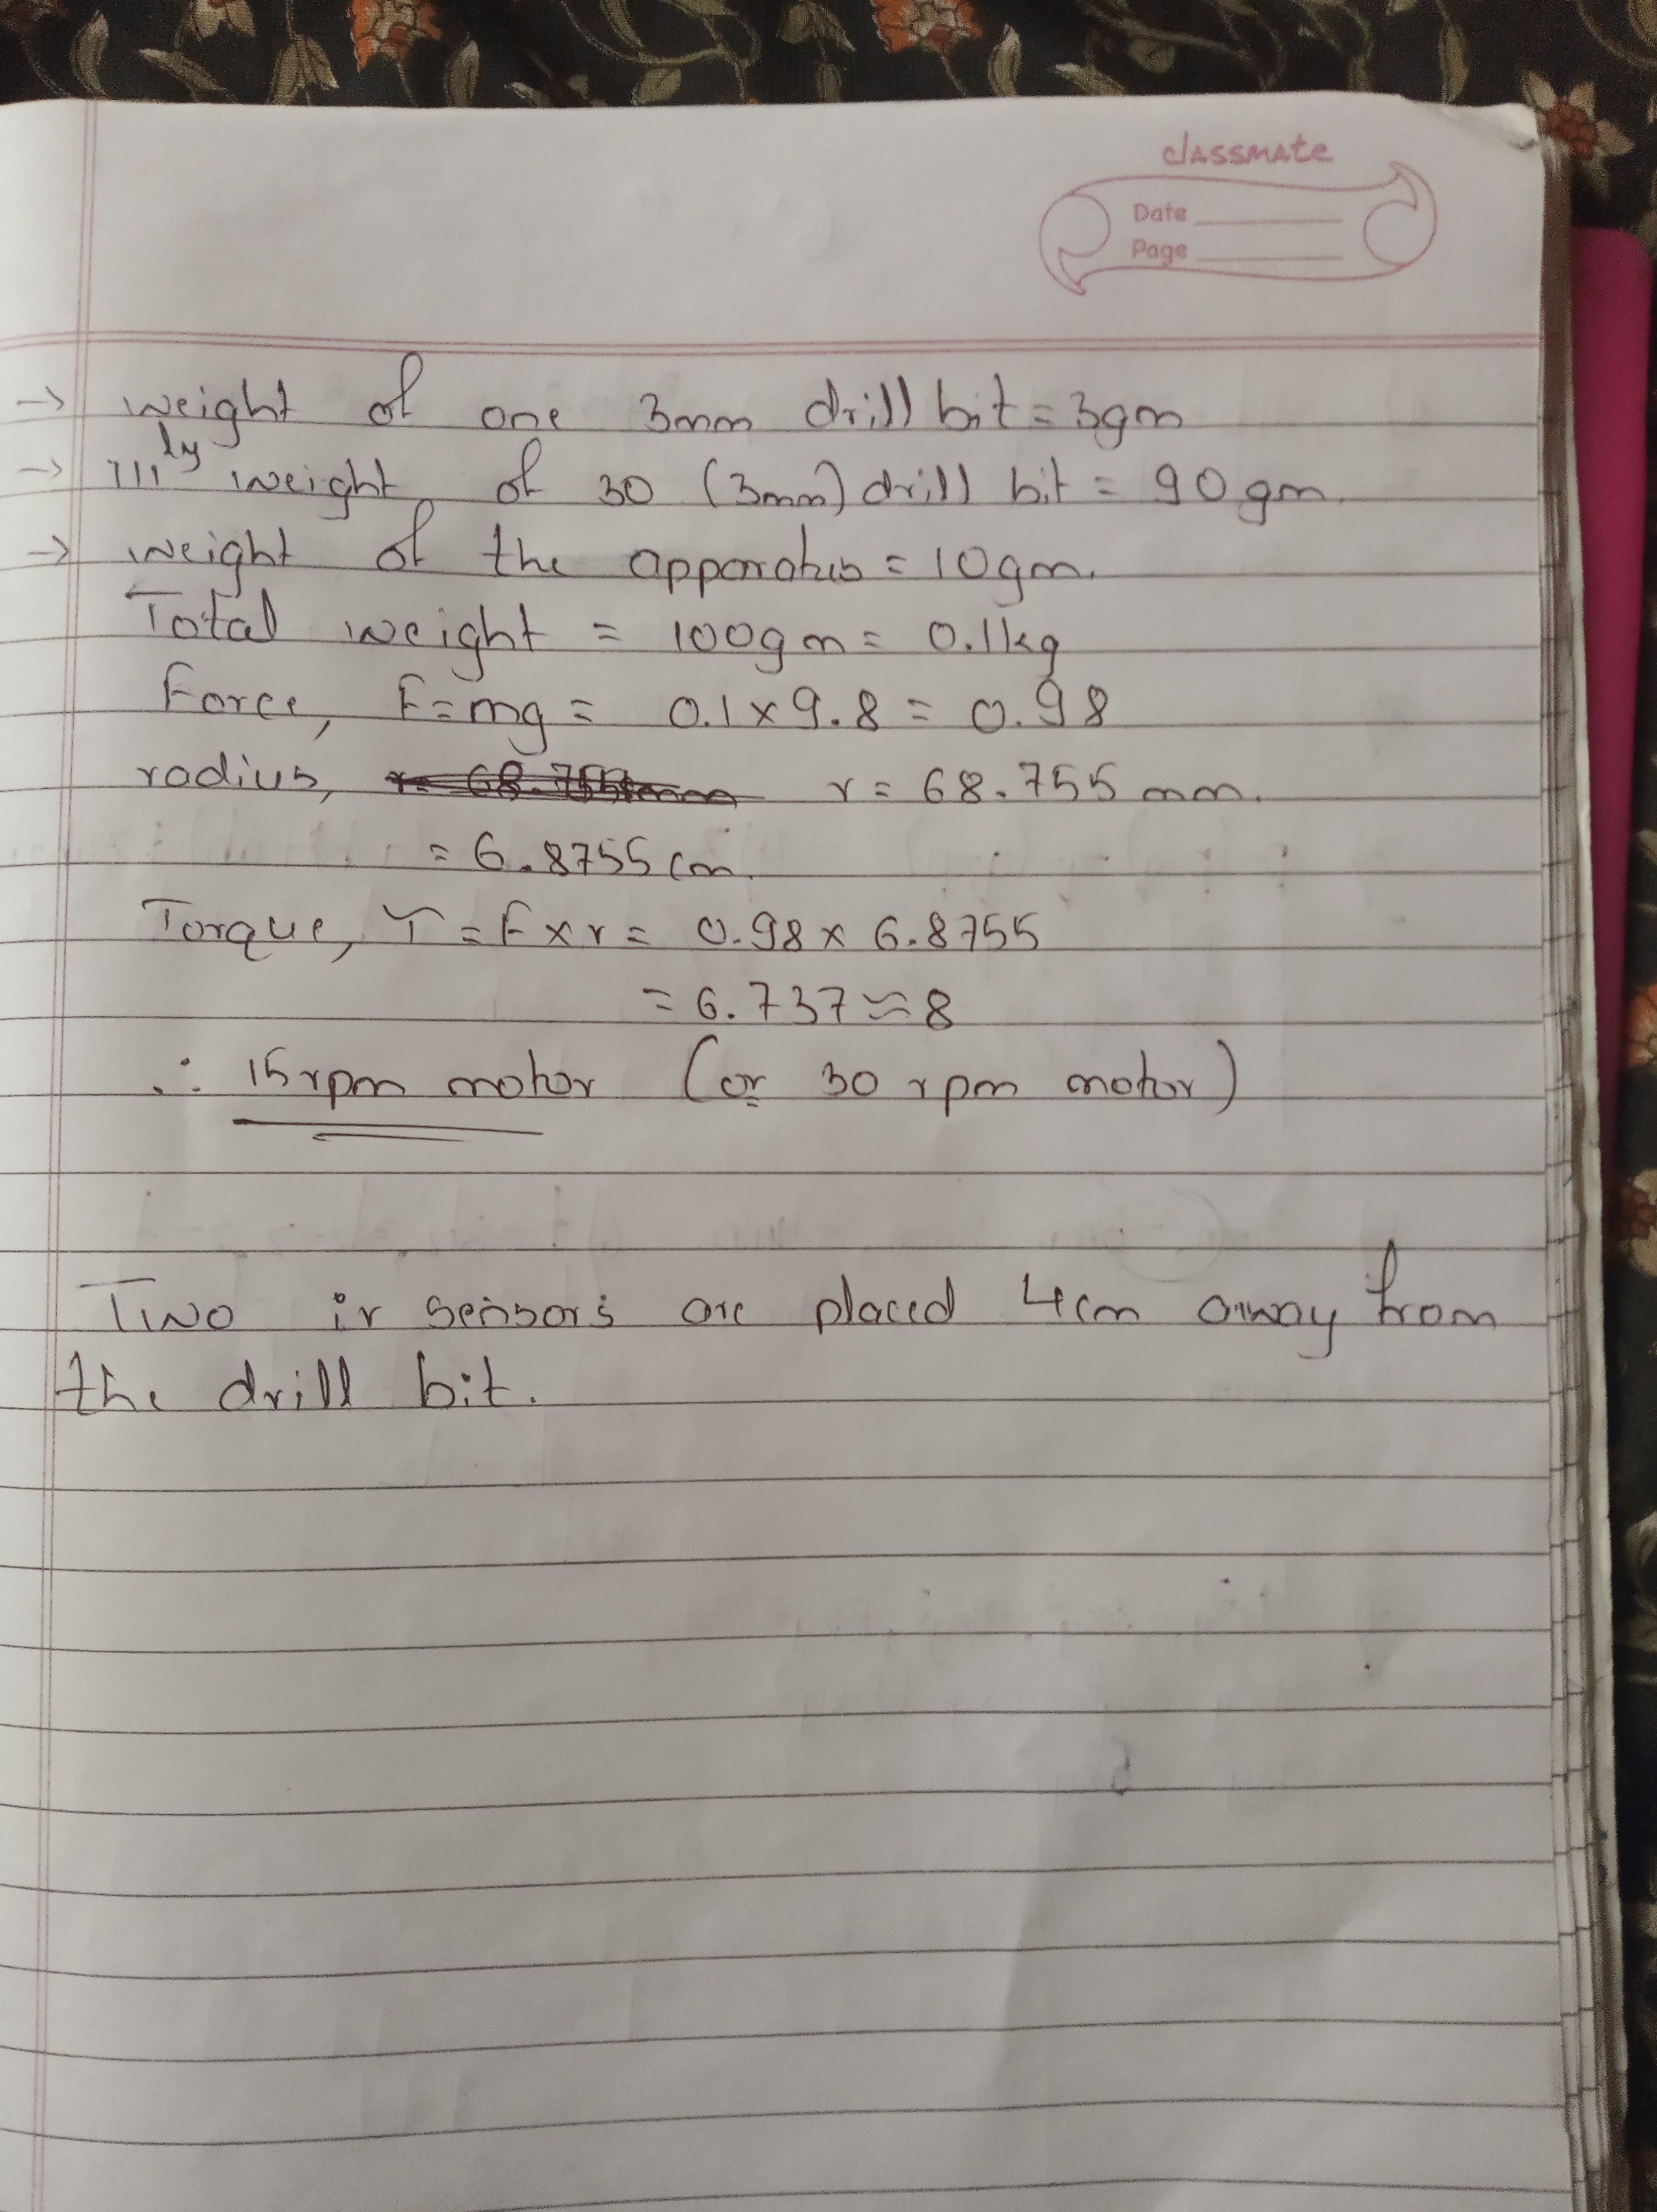 classmate
Date
Page
→ weight of one 3mm drill bit = 3gm
→ |||ly weight of 30 (3mm) drill bit = 90gm.
→ weight of the apparatus = 10gm.
Total weight = 100gm = 0.1kg
Force, F=mg = 0.1 x 9.8 = 0.98
radius, r = 68.755 mm.
= 6.8755 cm.
Torque, T = F x r = 0.98 x 6.8755
= 6.737 ≈ 8
∴ 15rpm motor (or 30 rpm motor)
Two ir sensors are placed 4cm away from
the drill bit.